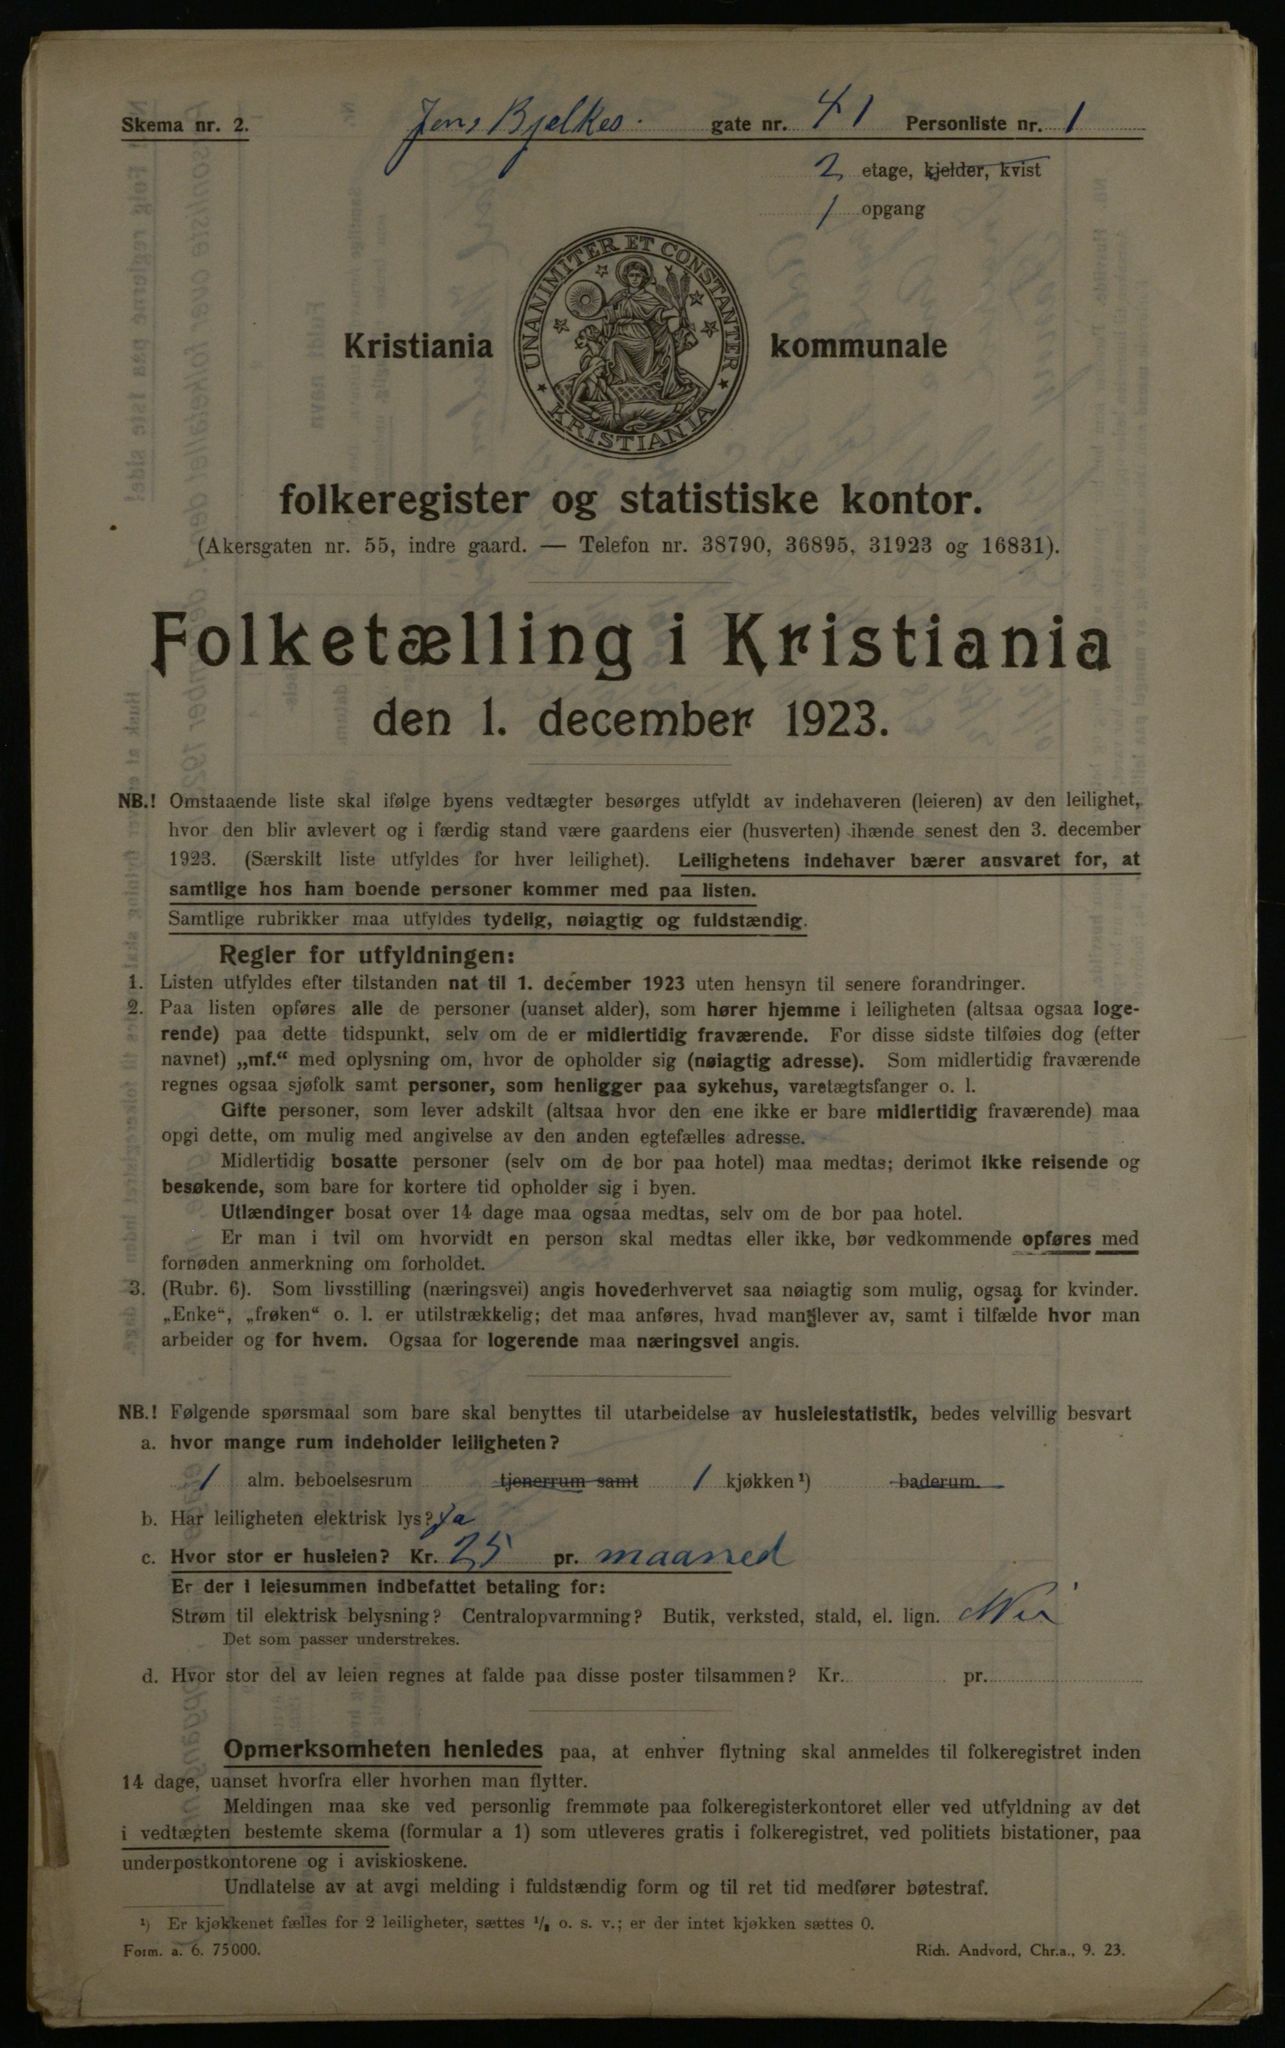 Skema nr. 2.
Jens Bjelkes. gate nr. 41 Personliste nr. 1
2 etage, kjelder, kvist
1 opgang
UNANIMITER ET CONSTANTER
KRISTIANIA
Kristiania kommunale
folkeregister og statistiske kontor.
(Akersgaten nr. 55, indre gaard. — Telefon nr. 38790, 36895, 31923 og 16831).
Folketælling i Kristiania
den 1. december 1923.
NB.! Omstaaende liste skal ifølge byens vedtægter besørges utfyldt av indehaveren (leieren) av den leilighet,
hvor den blir avlevert og i færdig stand være gaardens eier (husverten) ihænde senest den 3. december
1923. (Særskilt liste utfyldes for hver leilighet). Leilighetens indehaver bærer ansvaret for, at
samtlige hos ham boende personer kommer med paa listen.
Samtlige rubrikker maa utfyldes tydelig, nøiagtig og fuldstændig.
Regler for utfyldningen:
1. Listen utfyldes efter tilstanden nat til 1. december 1923 uten hensyn til senere forandringer.
2. Paa listen opføres alle de personer (uanset alder), som hører hjemme i leiligheten (altsaa ogsaa loge-
rende) paa dette tidspunkt, selv om de er midlertidig fraværende. For disse sidste tilføies dog (efter
navnet) „mf.“ med oplysning om, hvor de opholder sig (nøiagtig adresse). Som midlertidig fraværende
regnes ogsaa sjøfolk samt personer, som henligger paa sykehus, varetægtsfanger o. l.
Gifte personer, som lever adskilt (altsaa hvor den ene ikke er bare midlertidig fraværende) maa
opgi dette, om mulig med angivelse av den anden egtefælles adresse.
Midlertidig bosatte personer (selv om de bor paa hotel) maa medtas; derimot ikke reisende og
besøkende, som bare for kortere tid opholder sig i byen.
Utlændinger bosat over 14 dage maa ogsaa medtas, selv om de bor paa hotel.
Er man i tvil om hvorvidt en person skal medtas eller ikke, bør vedkommende opføres med
fornøden anmerkning om forholdet.
3. (Rubr. 6). Som livsstilling (næringsvei) angis hovederhvervet saa nøiagtig som mulig, ogsaa for kvinder.
„Enke“, „frøken“ o. l. er utilstrækkelig; det maa anføres, hvad man lever av, samt i tilfælde hvor man
arbeider og for hvem. Ogsaa for logerende maa næringsvei angis.
NB.! Følgende spørsmaal som bare skal benyttes til utarbeidelse av husleiestatistik, bedes velvillig besvart
a. hvor mange rum indeholder leiligheten?
1 alm. beboelsesrum tjenerrum samt 1 kjøkken ¹) baderum.
b. Har leiligheten elektrisk lys? Ja
c. Hvor stor er husleien? Kr. 25 pr. maaned
Er der i leiesummen indbefattet betaling for:
Strøm til elektrisk belysning? Centralopvarmning? Butik, verksted, stald, el. lign. Nei
Det som passer understrekes.
d. Hvor stor del av leien regnes at falde paa disse poster tilsammen? Kr. pr.
Opmerksomheten henledes paa, at enhver flytning skal anmeldes til folkeregistret inden
14 dage, uanset hvorfra eller hvorhen man flytter.
Meldingen maa ske ved personlig fremmøte paa folkeregisterkontoret eller ved utfyldning av det
i vedtægten bestemte skema (formular a 1) som utleveres gratis i folkeregistret, ved politiets bistationer, paa
underpostkontorene og i aviskioskene.
Undlatelse av at avgi melding i fuldstændig form og til ret tid medfører bøtestraf.
¹) Er kjøkkenet fælles for 2 leiligheter, sættes ½ o. s. v.; er der intet kjøkken sættes 0.
Form. a. 6. 75000.
Rich. Andvord, Chr.a., 9. 23.